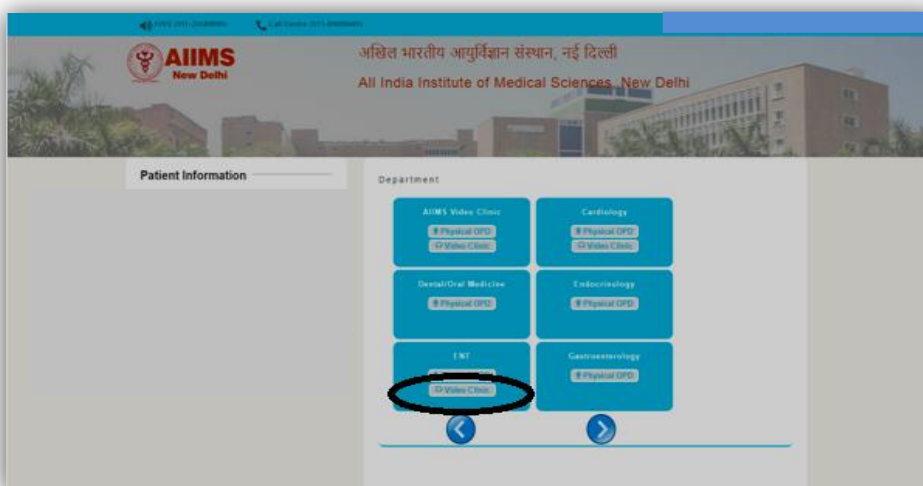 AIIMS
New Delhi
अखिल भारतीय आयुर्विज्ञान संस्थान, नई दिल्ली
All India Institute of Medical Sciences, New Delhi
Patient Information
Department
AIIMS Video Clinic
Physical OPD
Video Clinic
Cardiology
Physical OPD
Video Clinic
Dental/Oral Medicine
Physical OPD
Endocrinology
Physical OPD
ENT
Video Clinic
Gastroenterology
Physical OPD